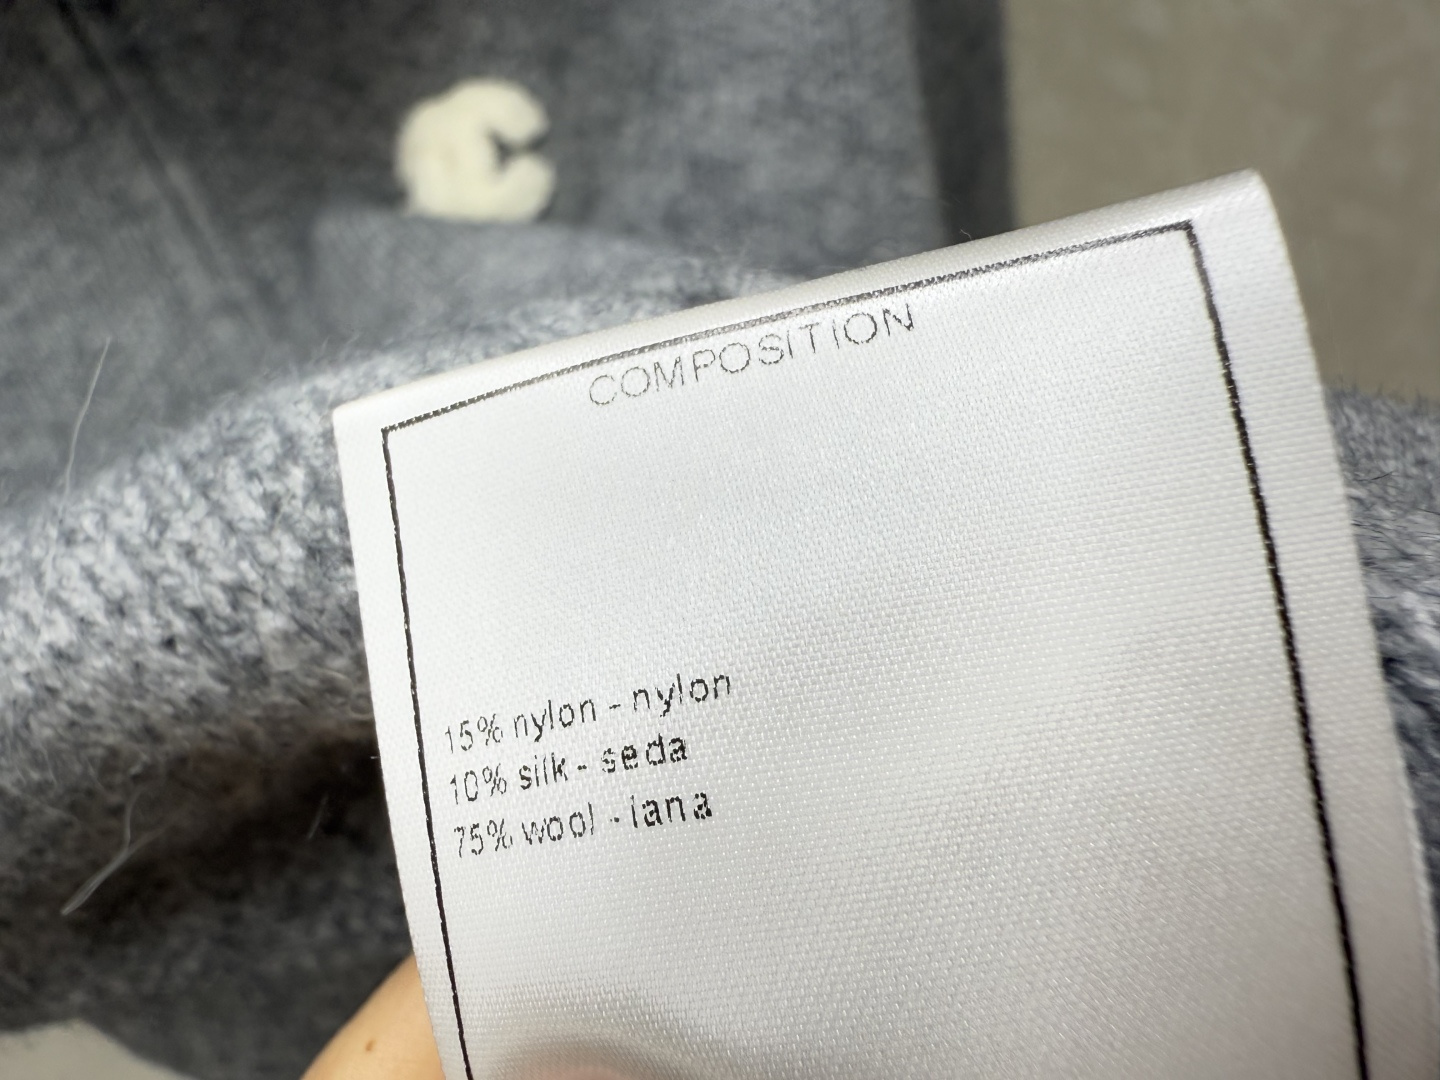 COMPOSITION
15% nylon - nylon
10% silk - seda
75% wool - lana